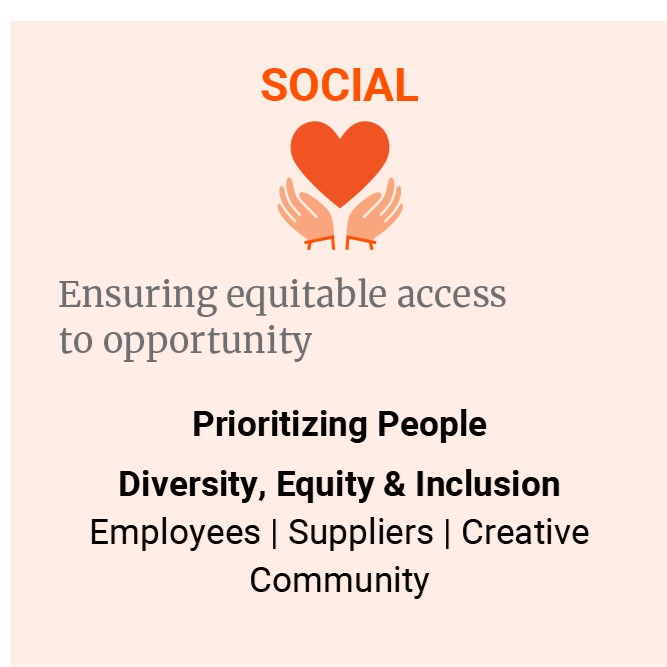 SOCIAL
Ensuring equitable access
to opportunity
Prioritizing People
Diversity, Equity & Inclusion
Employees | Suppliers | Creative
Community